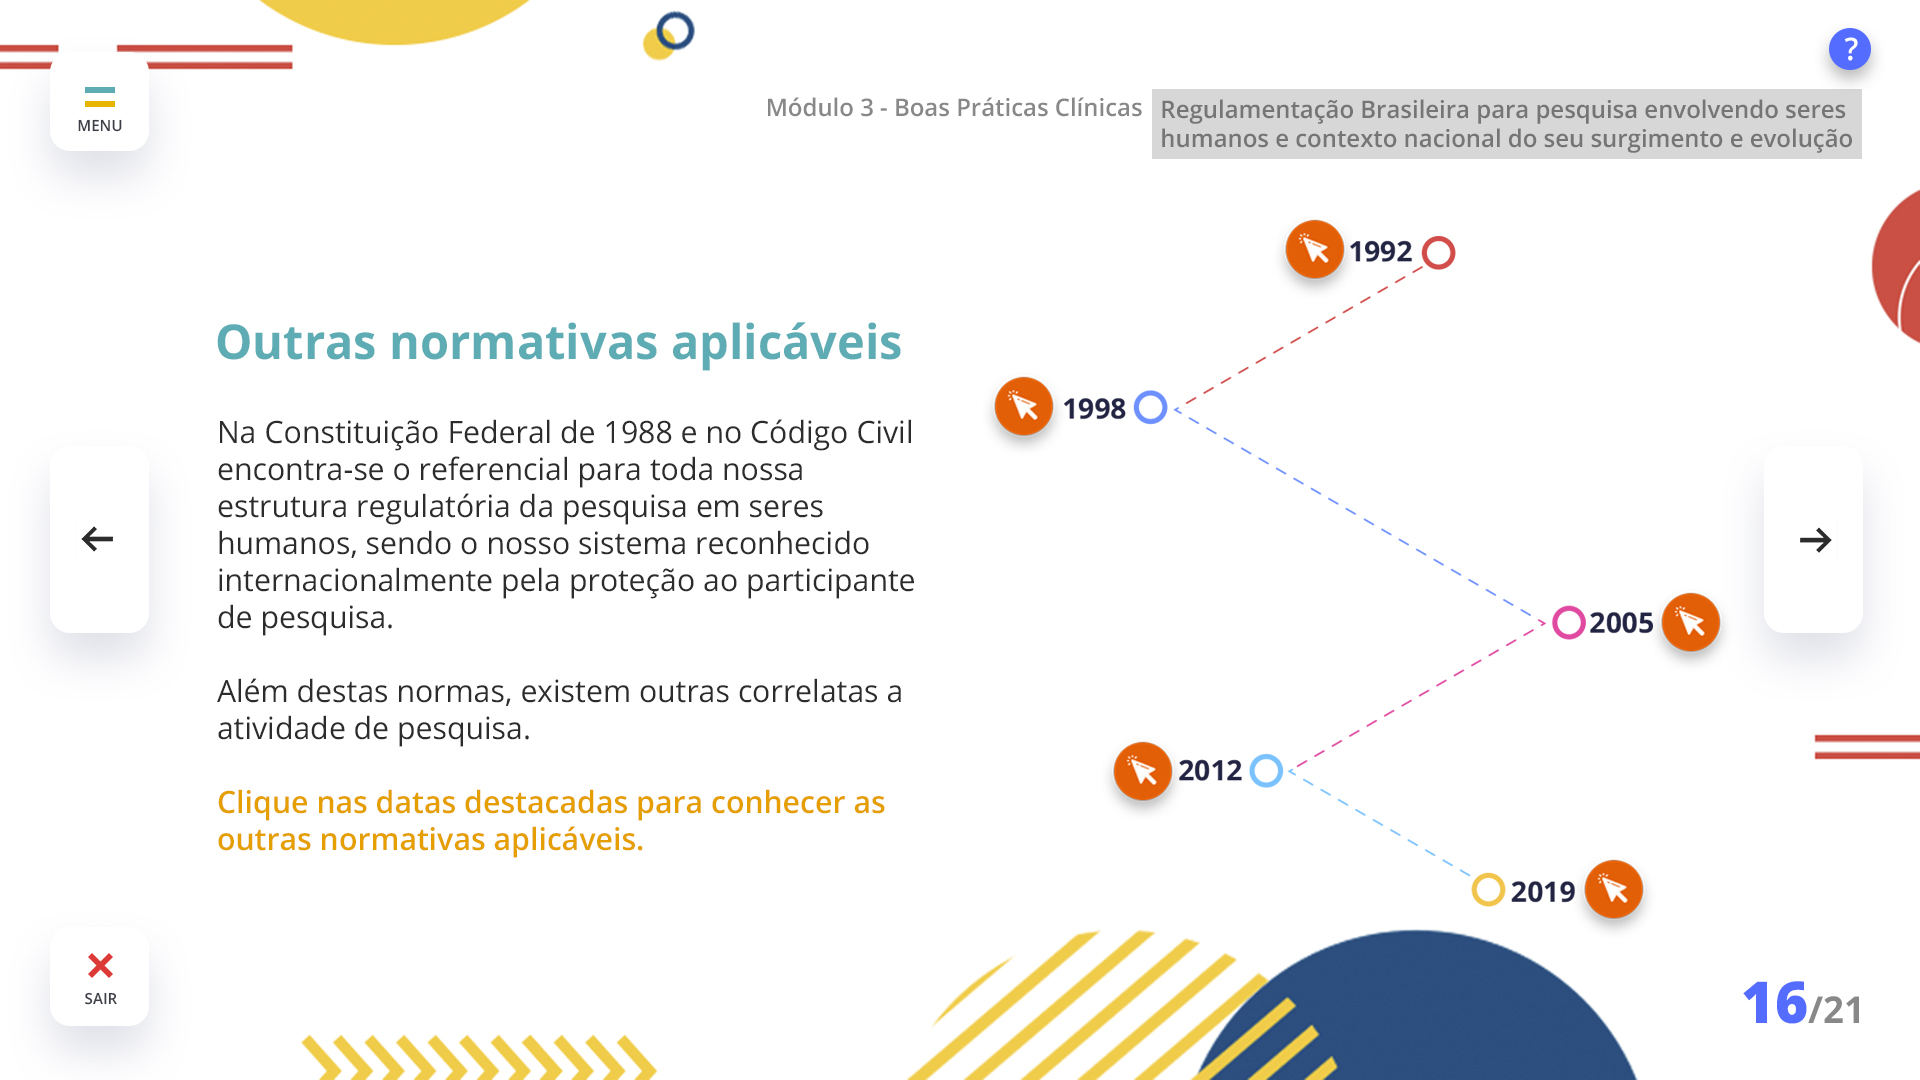 ?
MENU
Módulo 3 - Boas Práticas Clínicas
Regulamentação Brasileira para pesquisa envolvendo seres
humanos e contexto nacional do seu surgimento e evolução
Outras normativas aplicáveis
Na Constituição Federal de 1988 e no Código Civil
encontra-se o referencial para toda nossa
estrutura regulatória da pesquisa em seres
humanos, sendo o nosso sistema reconhecido
internacionalmente pela proteção ao participante
de pesquisa.
Além destas normas, existem outras correlatas a
atividade de pesquisa.
Clique nas datas destacadas para conhecer as
outras normativas aplicáveis.
1992
1998
2005
2012
2019
SAIR
16/21